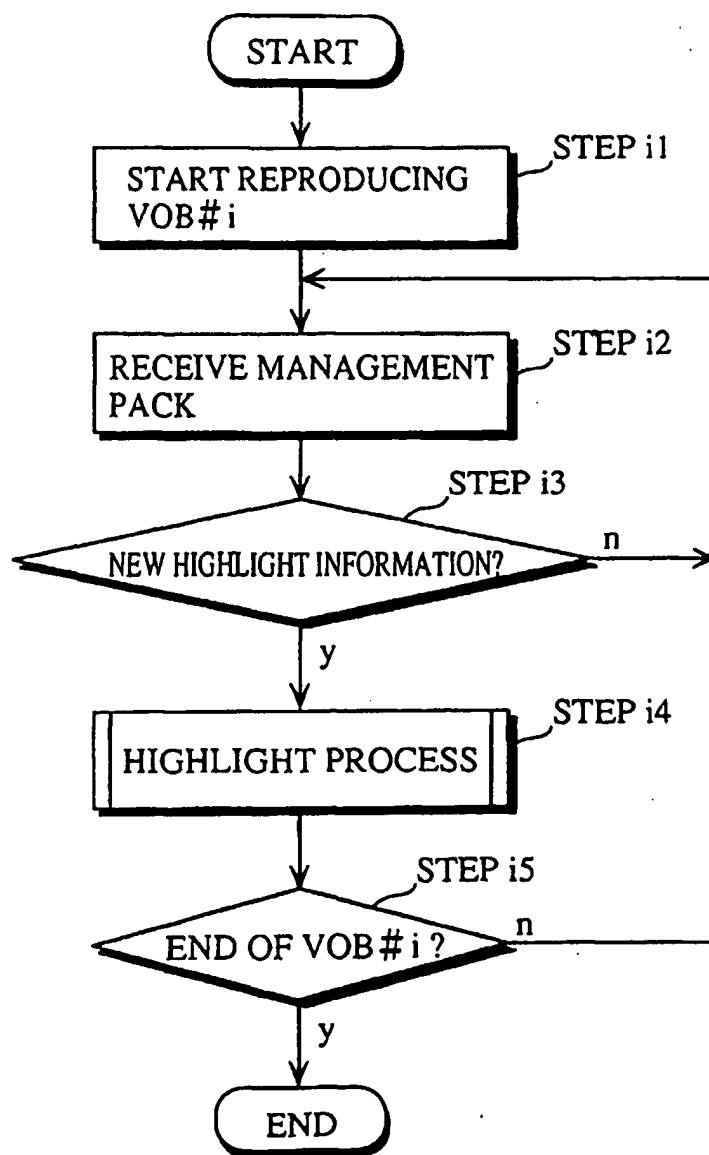 START
STEP i1
START REPRODUCING
VOB# i
STEP i2
RECEIVE MANAGEMENT
PACK
STEP i3
NEW HIGHLIGHT INFORMATION?
n
y
STEP i4
HIGHLIGHT PROCESS
STEP i5
END OF VOB# i ?
n
y
END